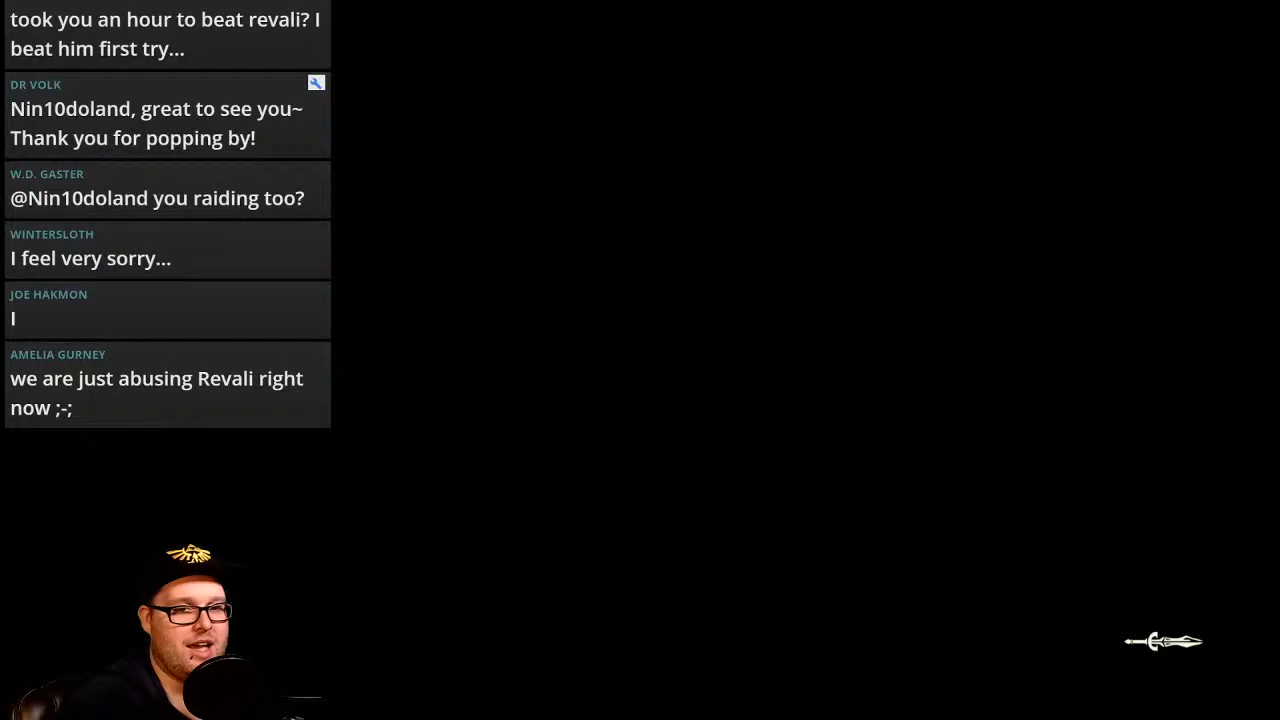 took you an hour to beat revali? I
beat him first try...
DR VOLK
Nin10doland, great to see you~
Thank you for popping by!
W.D. GASTER
@Nin10doland you raiding too?
WINTERSLOTH
I feel very sorry...
JOE HAKMON
I
AMELIA GURNEY
we are just abusing Revali right
now ;-;